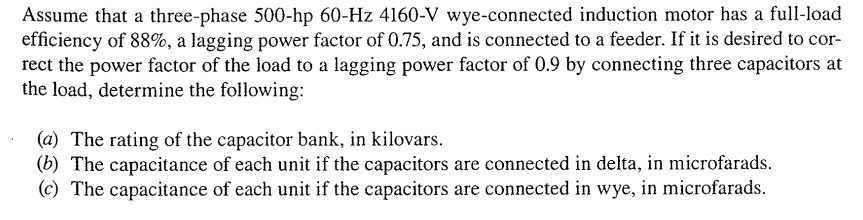 Assume that a three-phase 500-hp 60-Hz 4160-V wye-connected induction motor has a full-load
efficiency of 88%, a lagging power factor of 0.75, and is connected to a feeder. If it is desired to cor-
rect the power factor of the load to a lagging power factor of 0.9 by connecting three capacitors at
the load, determine the following:
(a) The rating of the capacitor bank, in kilovars.
(b) The capacitance of each unit if the capacitors are connected in delta, in microfarads.
(c) The capacitance of each unit if the capacitors are connected in wye, in microfarads.